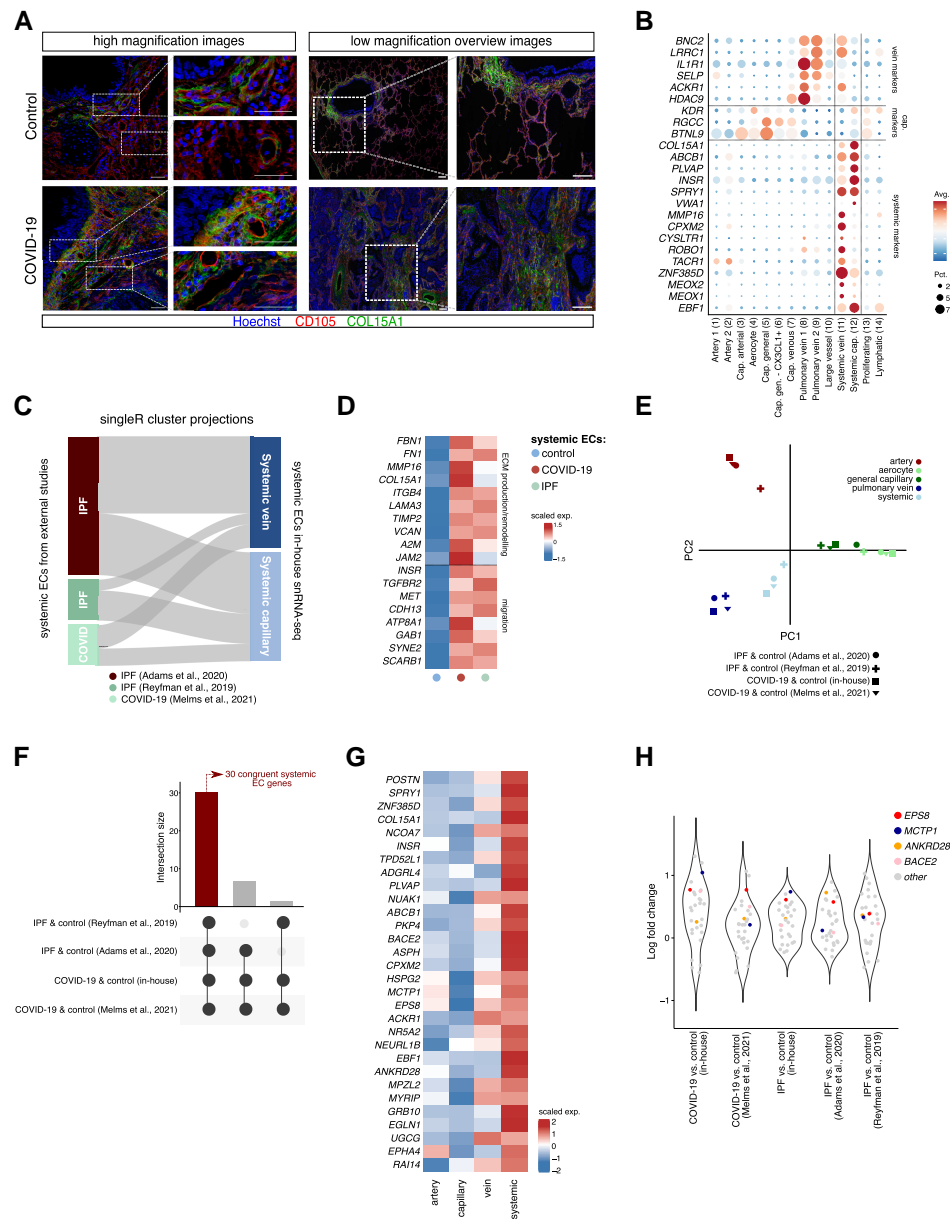 A
high magnification images
low magnification overview images
Control
COVID-19
Hoechst CD105 COL15A1
B
BNC2
LRRC1
IL1R1
SELP
ACKR1
HDAC9
KDR
RGCC
BTNL9
COL15A1
ABCB1
PLVAP
INSR
SPRY1
VWA1
MMP16
CPXM2
CYSLTR1
ROBO1
TACR1
ZNF385D
MEOX2
MEOX1
EBF1
vein markers
cap. markers
systemic markers
Avg.
Pct.
2
5
7
Artery 1 (1)
Artery 2 (2)
Cap. arterial (3)
Aerocyte (4)
Cap. general (5)
Cap. gen. - CX3CL1+ (6)
Cap. venous (7)
Pulmonary vein 1 (8)
Pulmonary vein 2 (9)
Large vessel (10)
Systemic vein (11)
Systemic cap. (12)
Proliferating (13)
Lymphatic (14)
C
singleR cluster projections
systemic ECs from external studies
IPF
IPF
COVID
Systemic vein
Systemic capillary
systemic ECs in-house snRNA-seq
IPF (Adams et al., 2020)
IPF (Reyfman et al., 2019)
COVID-19 (Melms et al., 2021)
D
FBN1
FN1
MMP16
COL15A1
ITGB4
LAMA3
TIMP2
VCAN
A2M
JAM2
INSR
TGFBR2
MET
CDH13
ATP8A1
GAB1
SYNE2
SCARB1
ECM production/remodelling
migration
systemic ECs:
control
COVID-19
IPF
scaled exp.
1.5
−1.5
E
PC2
PC1
artery
aerocyte
general capillary
pulmonary vein
systemic
IPF & control (Adams et al., 2020)
IPF & control (Reyfman et al., 2019)
COVID-19 & control (in-house)
COVID-19 & control (Melms et al., 2021)
F
30 congruent systemic
EC genes
Intersection size
30
20
10
0
IPF & control (Reyfman et al., 2019)
IPF & control (Adams et al., 2020)
COVID-19 & control (in-house)
COVID-19 & control (Melms et al., 2021)
G
POSTN
SPRY1
ZNF385D
COL15A1
NCOA7
INSR
TPD52L1
ADGRL4
PLVAP
NUAK1
ABCB1
PKP4
BACE2
ASPH
CPXM2
HSPG2
MCTP1
EPS8
ACKR1
NR5A2
NEURL1B
EBF1
ANKRD28
MPZL2
MYRIP
GRB10
EGLN1
UGCG
EPHA4
RAI14
artery
capillary
vein
systemic
scaled exp.
2
1
0
−1
−2
H
EPS8
MCTP1
ANKRD28
BACE2
other
Log fold change
1
0
−1
COVID-19 vs. control
(in-house)
COVID-19 vs. control
(Melms et al., 2021)
IPF vs. control
(in-house)
IPF vs. control
(Adams et al., 2020)
IPF vs. control
(Reyfman et al., 2019)